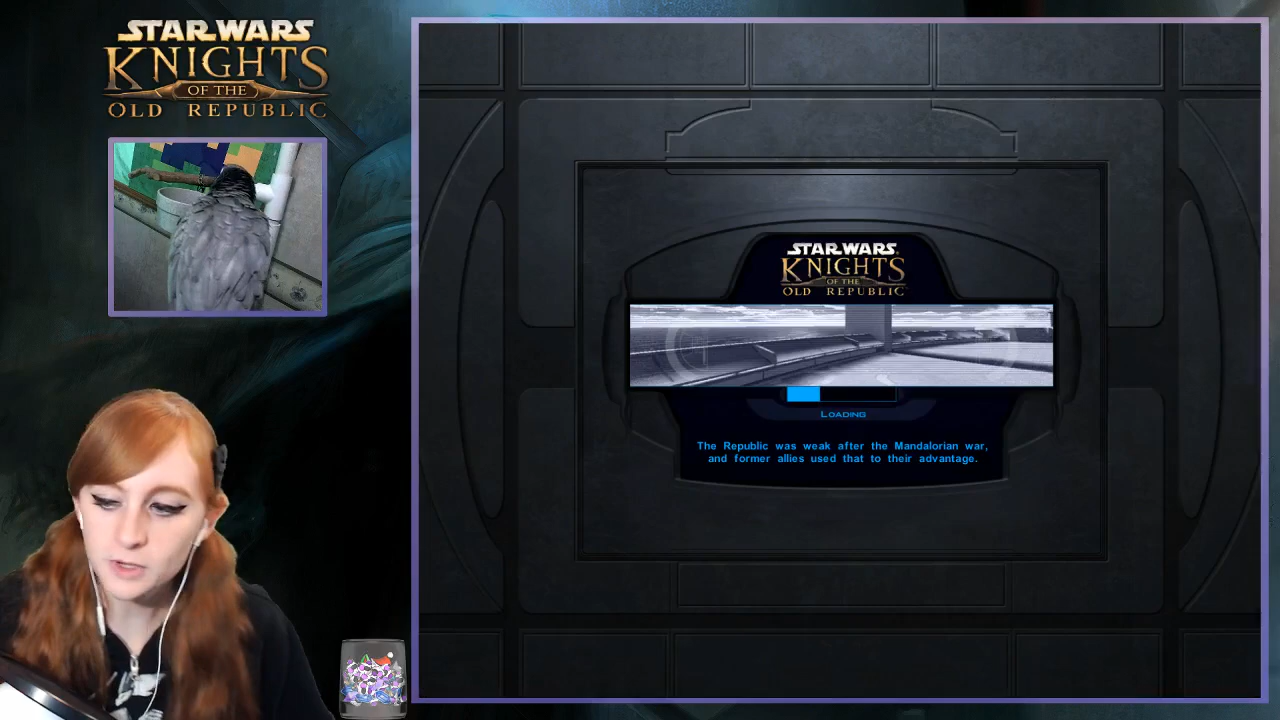 STAR WARS
KNIGHTS
OF THE
OLD REPUBLIC
STAR WARS
KNIGHTS
OF THE
OLD REPUBLIC
LOADING
The Republic was weak after the Mandalorian war,
and former allies used that to their advantage.